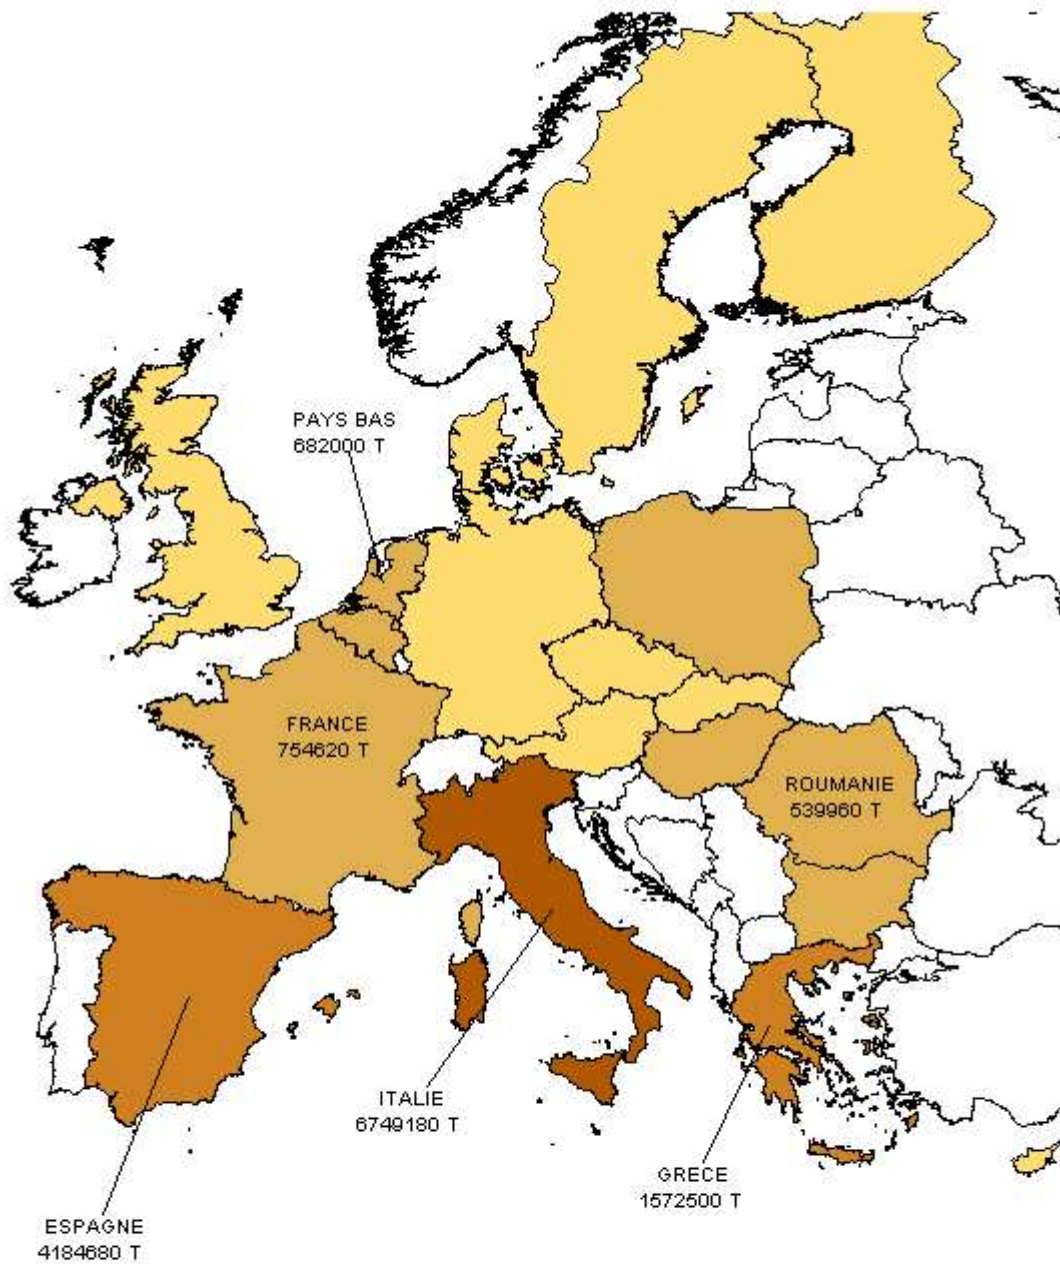 PAYS BAS
682000 T
FRANCE
754620 T
ROUMANIE
539960 T
ITALIE
6749180 T
GRECE
1572500 T
ESPAGNE
4184680 T